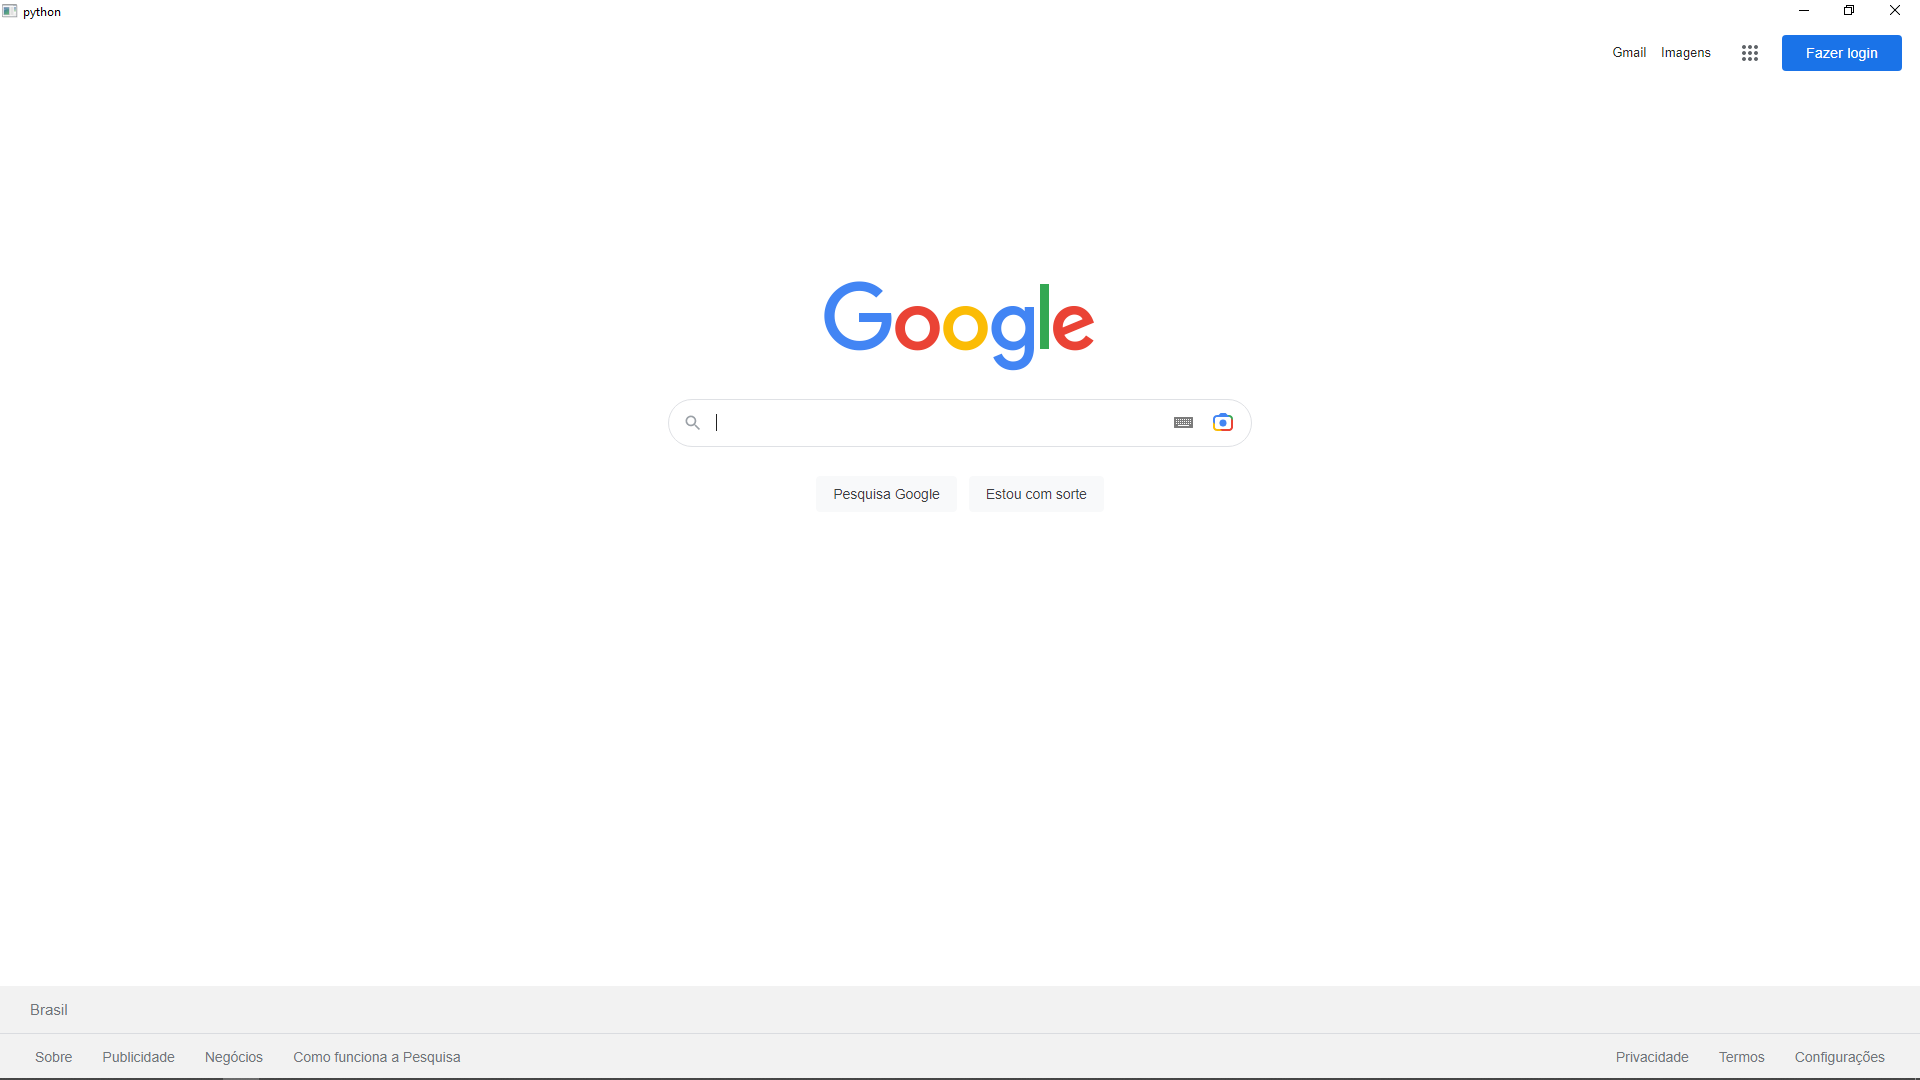 python
Gmail Imagens Fazer login
Google
Pesquisa Google Estou com sorte
Brasil
Sobre Publicidade Negócios Como funciona a Pesquisa Privacidade Termos Configurações